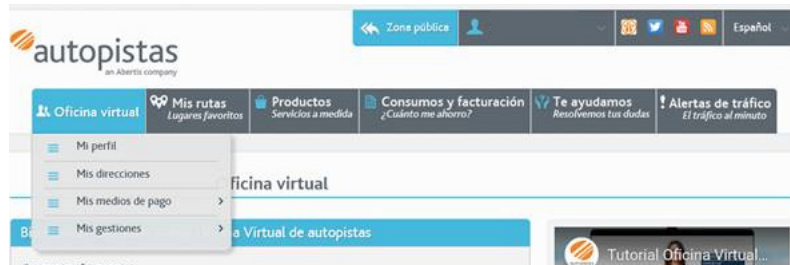 Zona pública
Español
autopistas
an Abertis company
Oficina virtual
Mis rutas
Lugares favoritos
Productos
Servicios a medida
Consumos y facturación
¿Cuánto me ahorro?
Te ayudamos
Resolvemos tus dudas
Alertas de tráfico
El tráfico al minuto
Mi perfil
Mis direcciones
Mis medios de pago
Mis gestiones
ficina virtual
Bi
a Virtual de autopistas
Tutorial Oficina Virtual...